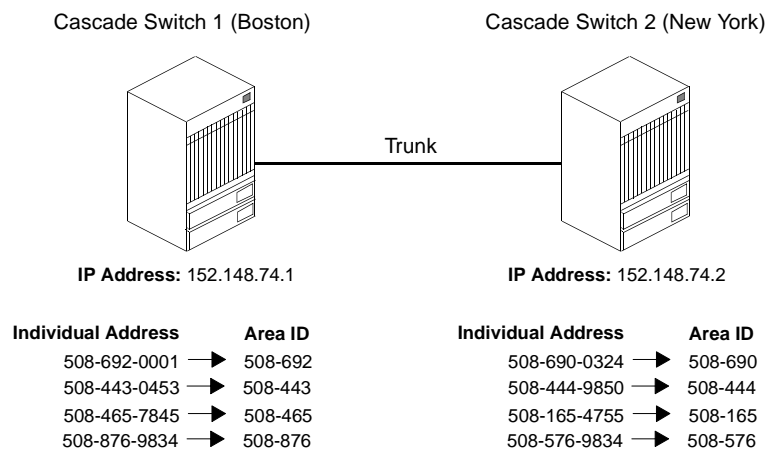 Cascade Switch 1 (Boston)
Cascade Switch 2 (New York)
Trunk
IP Address: 152.148.74.1
IP Address: 152.148.74.2
Individual Address Area ID
508-692-0001 508-692
508-443-0453 508-443
508-465-7845 508-465
508-876-9834 508-876
Individual Address Area ID
508-690-0324 508-690
508-444-9850 508-444
508-165-4755 508-165
508-576-9834 508-576